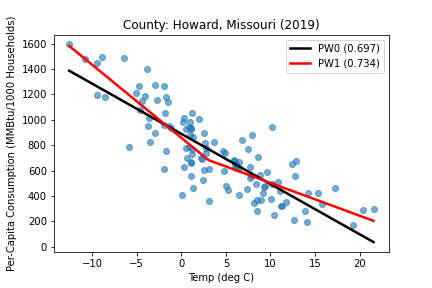 County: Howard, Missouri (2019)
PW0 (0.697)
PW1 (0.734)
Per-Capita Consumption (MMBtu/1000 Households)
1600
1400
1200
1000
800
600
400
200
0
−10 −5 0 5 10 15 20
Temp (deg C)